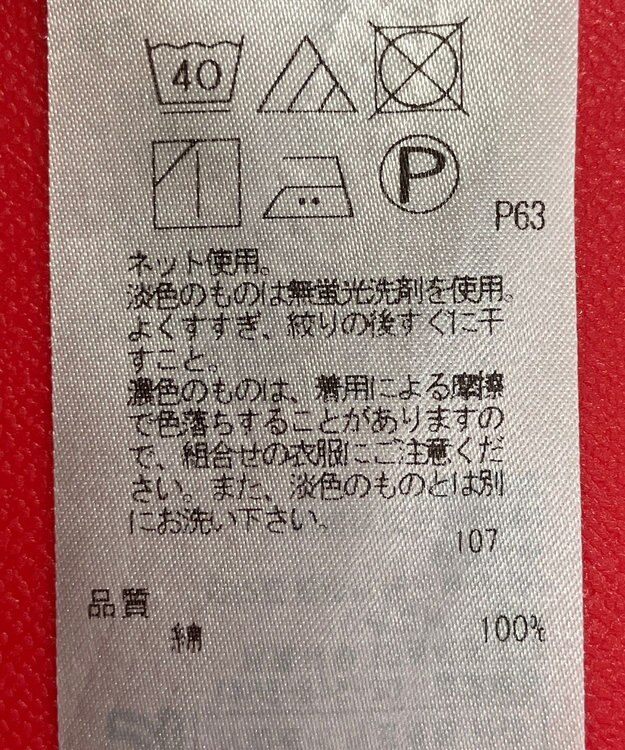 40
P
P63
ネット使用。
淡色のものは無蛍光洗剤を使用。
よくすすぎ、絞りの後すぐに干
すこと。
濃色のものは、着用による摩擦
で色落ちすることがありますの
で、組合せの衣服にご注意くだ
さい。また、淡色のものとは別
にお洗い下さい。
107
品質
綿 100%